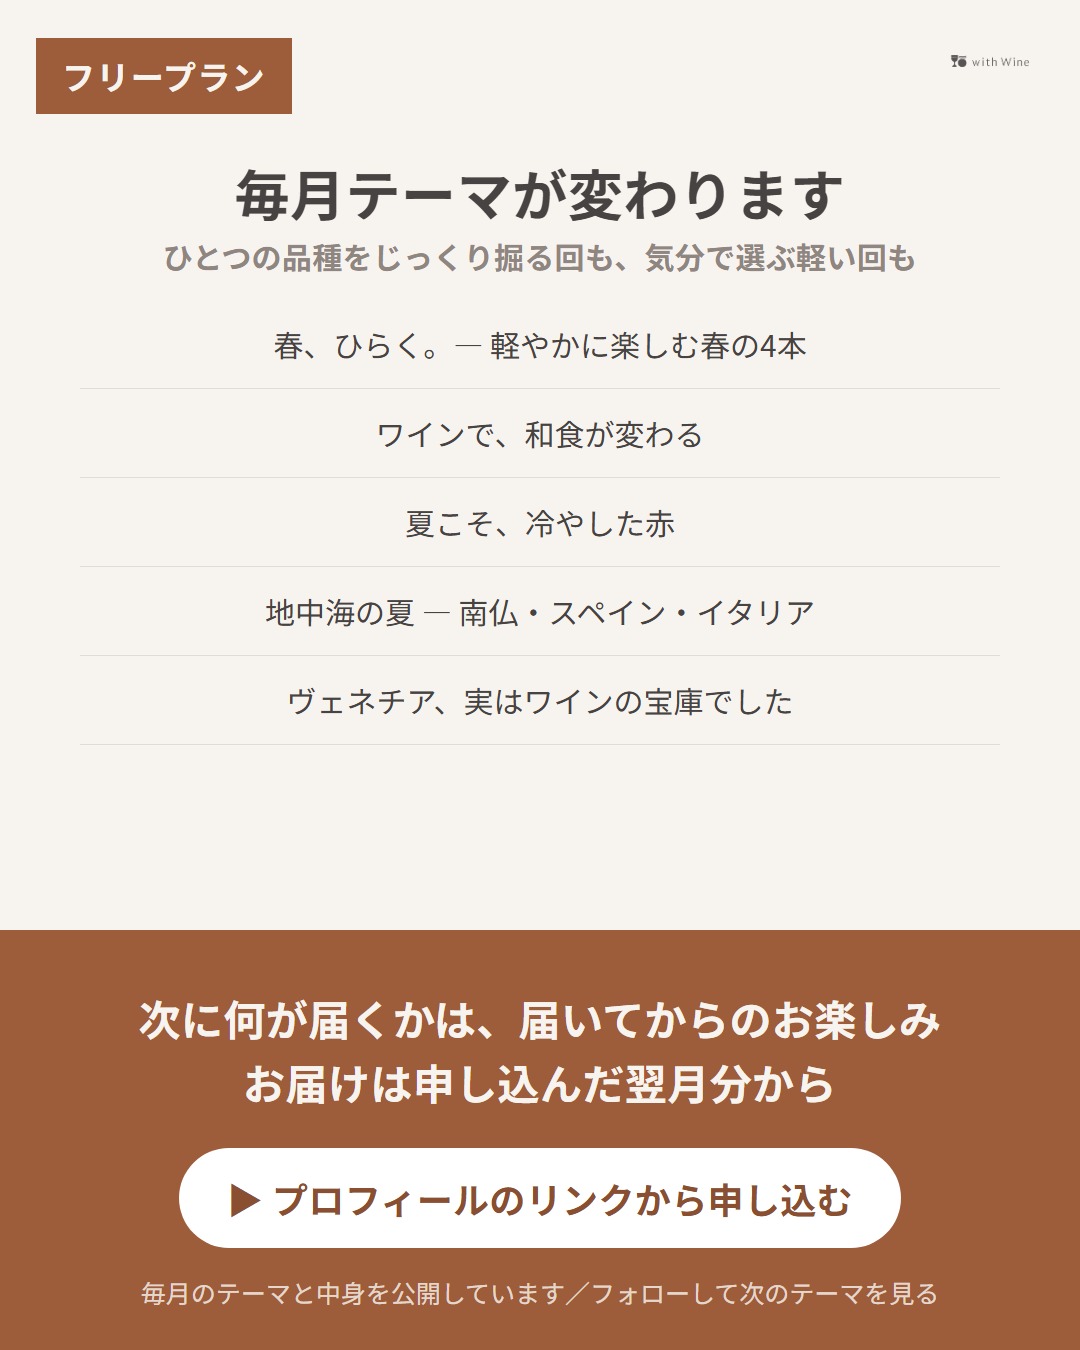 フリープラン
with Wine
毎月テーマが変わります
ひとつの品種をじっくり掘る回も、気分で選ぶ軽い回も
春、ひらく。— 軽やかに楽しむ春の4本
ワインで、和食が変わる
夏こそ、冷やした赤
地中海の夏 — 南仏・スペイン・イタリア
ヴェネチア、実はワインの宝庫でした
次に何が届くかは、届いてからのお楽しみ
お届けは申し込んだ翌月分から
▶ プロフィールのリンクから申し込む
毎月のテーマと中身を公開しています／フォローして次のテーマを見る